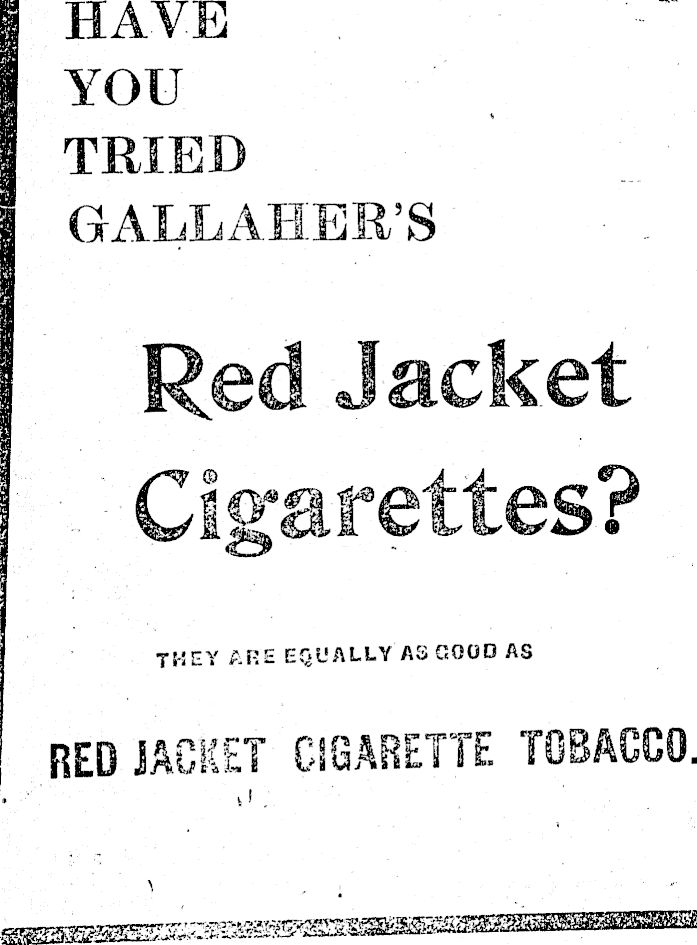 HAVE
YOU
TRIED
GALLAHER'S
Red Jacket
Cigarettes?
THEY ARE EQUALLY AS GOOD AS
RED JACKET CIGARETTE TOBACCO.